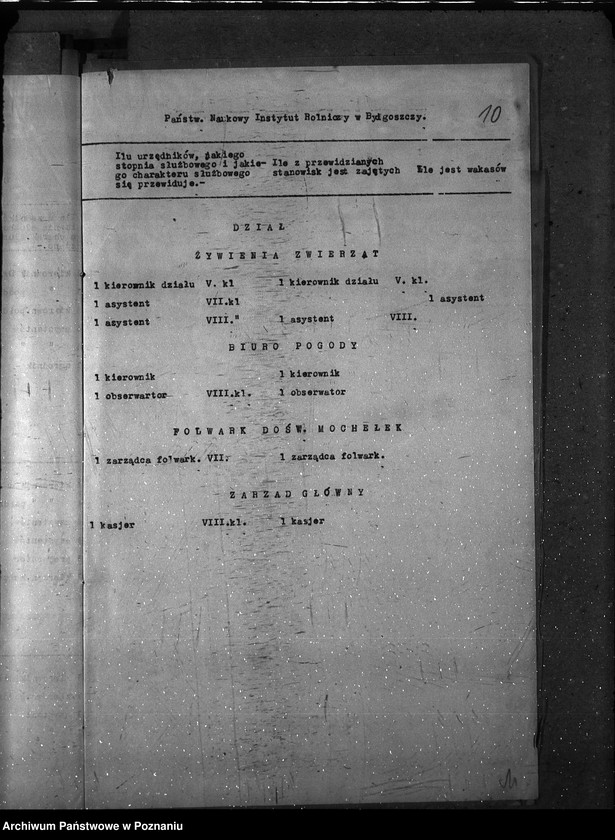 10
Państw. Naukowy Instytut Rolniczy w Bydgoszczy.
Ilu urzędników, jakiego
stopnia służbowego i jakie-
go charakteru służbowego
się przewiduje.-
Ile z przewidzianych
stanowisk jest zajętych
Ile jest wakasów
DZIAŁ
ŻYWIENIA ZWIERZĄT
1 kierownik działu V. kl 1 kierownik działu V. kl.
1 asystent VII.kl 1 asystent
1 asystent VIII." 1 asystent VIII.
BIURO POGODY
1 kierownik 1 kierownik
1 obserwartor VIII.kl. 1 obserwator
FOLWARK DOŚW. MOCHEŁEK
1 zarządca folwark. VII. 1 zarządca folwark.
ZARZAD GŁÓWNY
1 kasjer VIII.kl. 1 kasjer
Archiwum Państwowe w Poznaniu